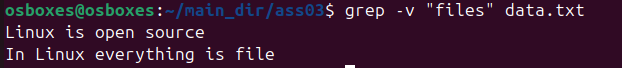 osboxes@osboxes:~/main_dir/ass03$ grep -v "files" data.txt
Linux is open source
In Linux everything is file